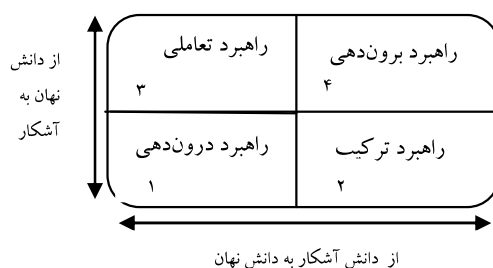 راهبرد برون‌دهی
۴
راهبرد تعاملی
۳
راهبرد ترکیب
۲
راهبرد درون‌دهی
۱
از دانش
نهان به
آشکار
از دانش آشکار به دانش نهان